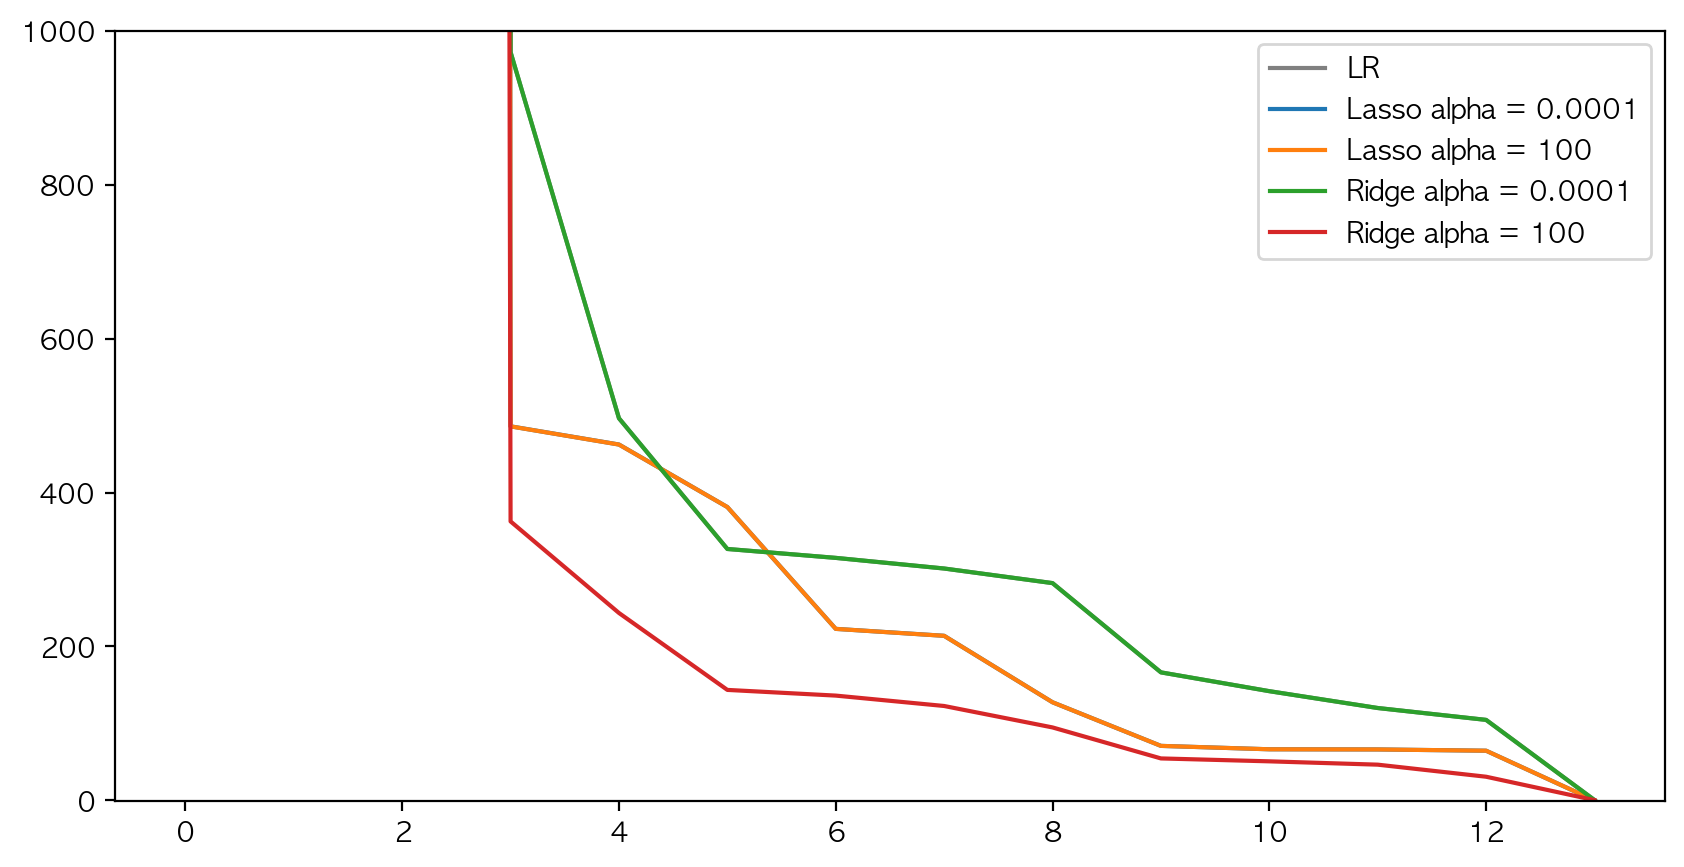 1000
800
600
400
200
0
0 2 4 6 8 10 12
LR
Lasso alpha = 0.0001
Lasso alpha = 100
Ridge alpha = 0.0001
Ridge alpha = 100